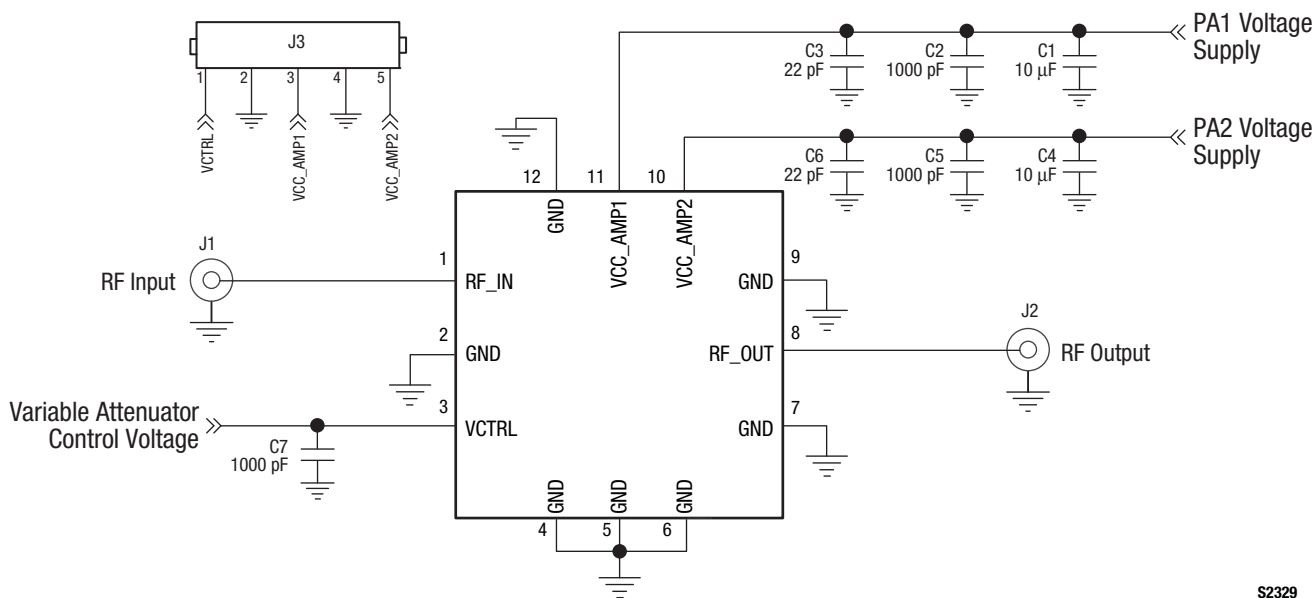 J3
1 2 3 4 5
VCTRL
VCC_AMP1
VCC_AMP2
PA1 Voltage
Supply
C3
22 pF
C2
1000 pF
C1
10 µF
PA2 Voltage
Supply
C6
22 pF
C5
1000 pF
C4
10 µF
12 11 10
GND
VCC_AMP1
VCC_AMP2
J1
RF Input
1
RF_IN
9
GND
2
GND
8
RF_OUT
J2
RF Output
Variable Attenuator
Control Voltage
3
VCTRL
7
GND
C7
1000 pF
GND
GND
GND
4 5 6
S2329